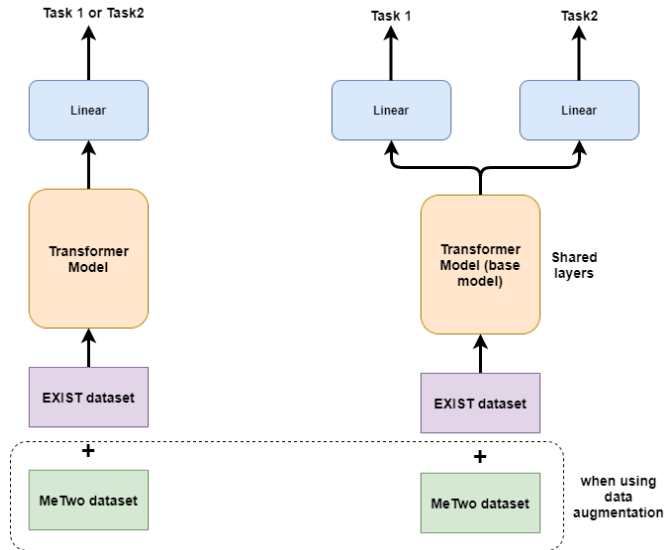 Task 1 or Task2
Linear
Transformer
Model
EXIST dataset
+
MeTwo dataset
Task 1
Task2
Linear
Linear
Transformer
Model (base
model)
Shared
layers
EXIST dataset
+
MeTwo dataset
when using
data
augmentation